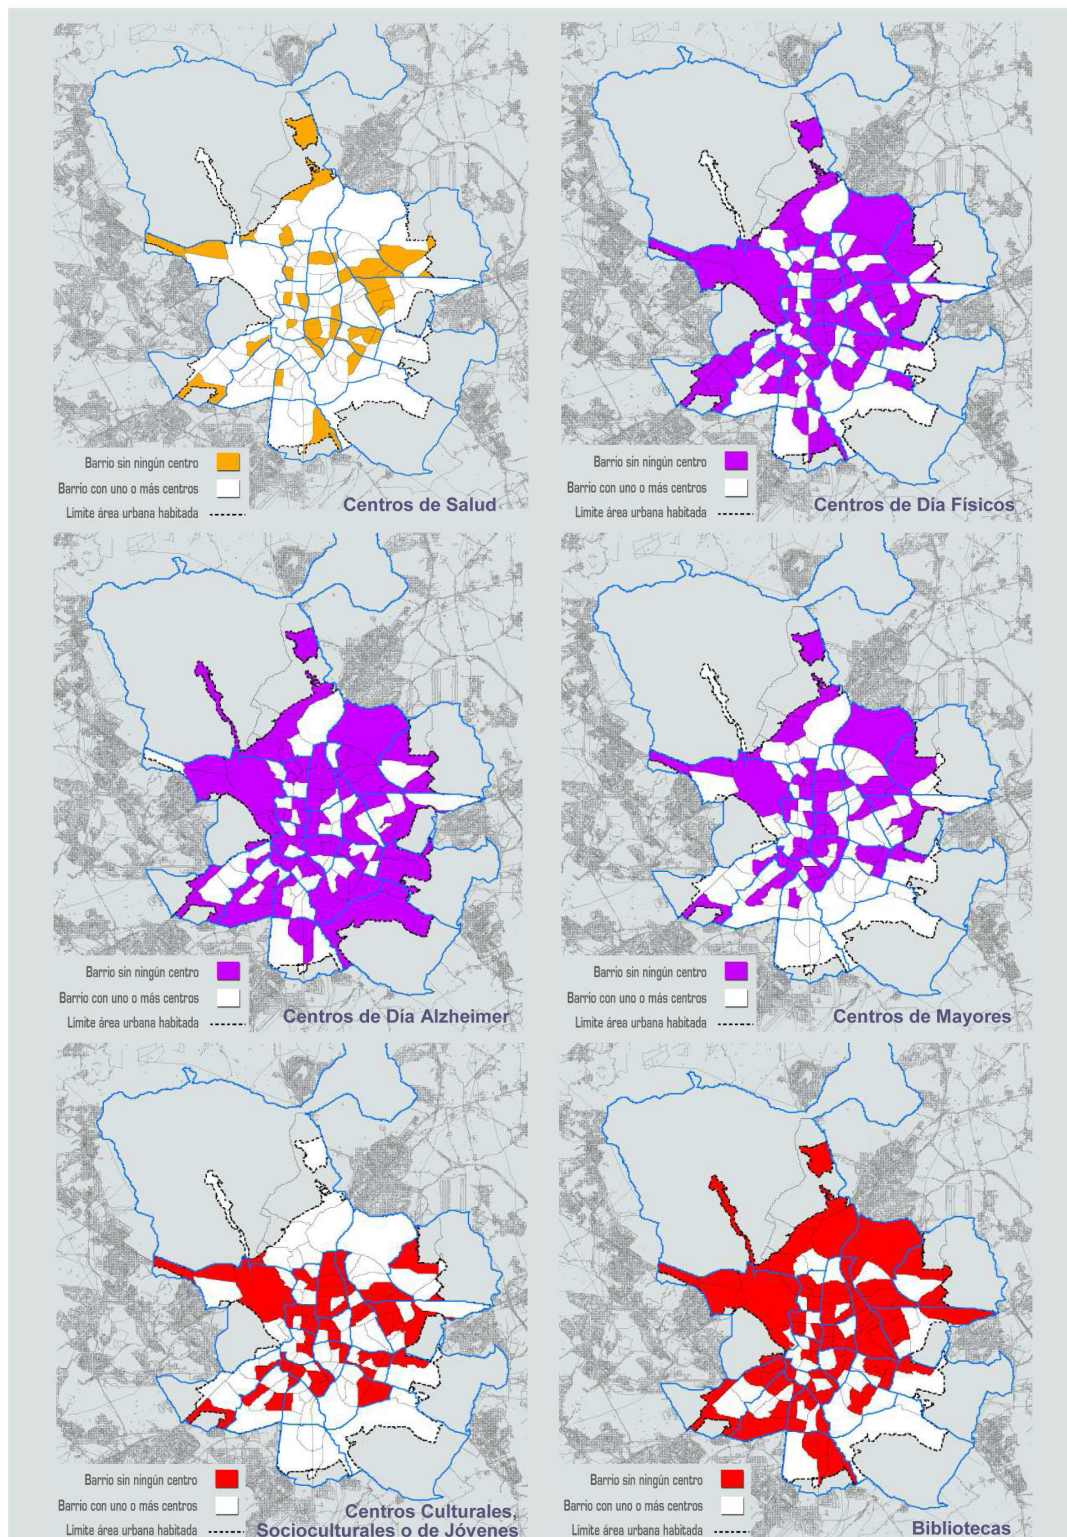 Barrio sin ningún centro
Barrio con uno o más centros
Límite área urbana habitada
Centros de Salud
Barrio sin ningún centro
Barrio con uno o más centros
Límite área urbana habitada
Centros de Día Físicos
Barrio sin ningún centro
Barrio con uno o más centros
Límite área urbana habitada
Centros de Día Alzheimer
Barrio sin ningún centro
Barrio con uno o más centros
Límite área urbana habitada
Centros de Mayores
Barrio sin ningún centro
Barrio con uno o más centros
Límite área urbana habitada
Centros Culturales,
Socioculturales o de Jóvenes
Barrio sin ningún centro
Barrio con uno o más centros
Límite área urbana habitada
Bibliotecas